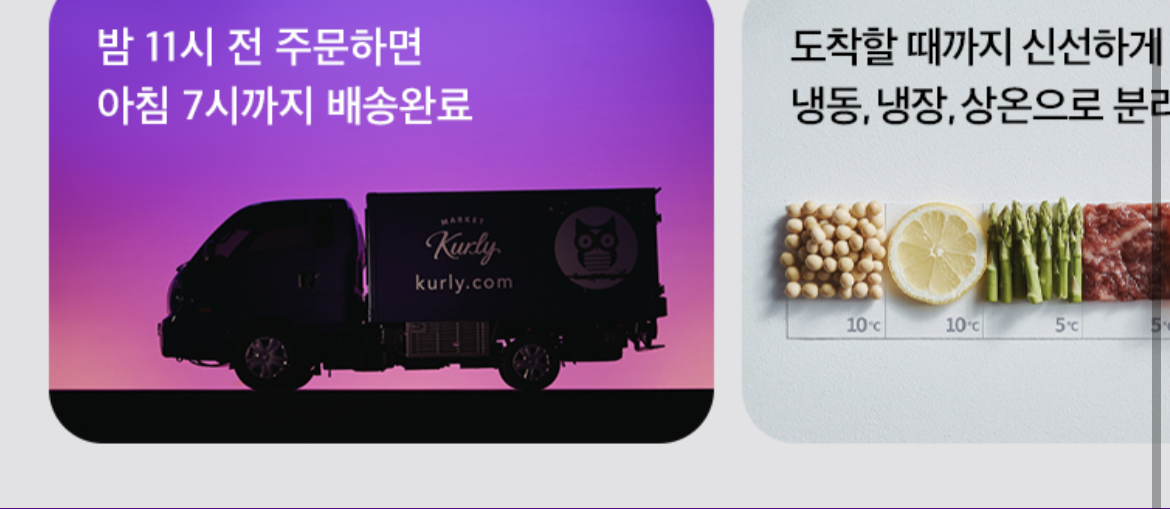 밤 11시 전 주문하면
아침 7시까지 배송완료
MARKET
Kurly
kurly.com
도착할 때까지 신선하게
냉동, 냉장, 상온으로
10℃
10℃
5℃
5℃